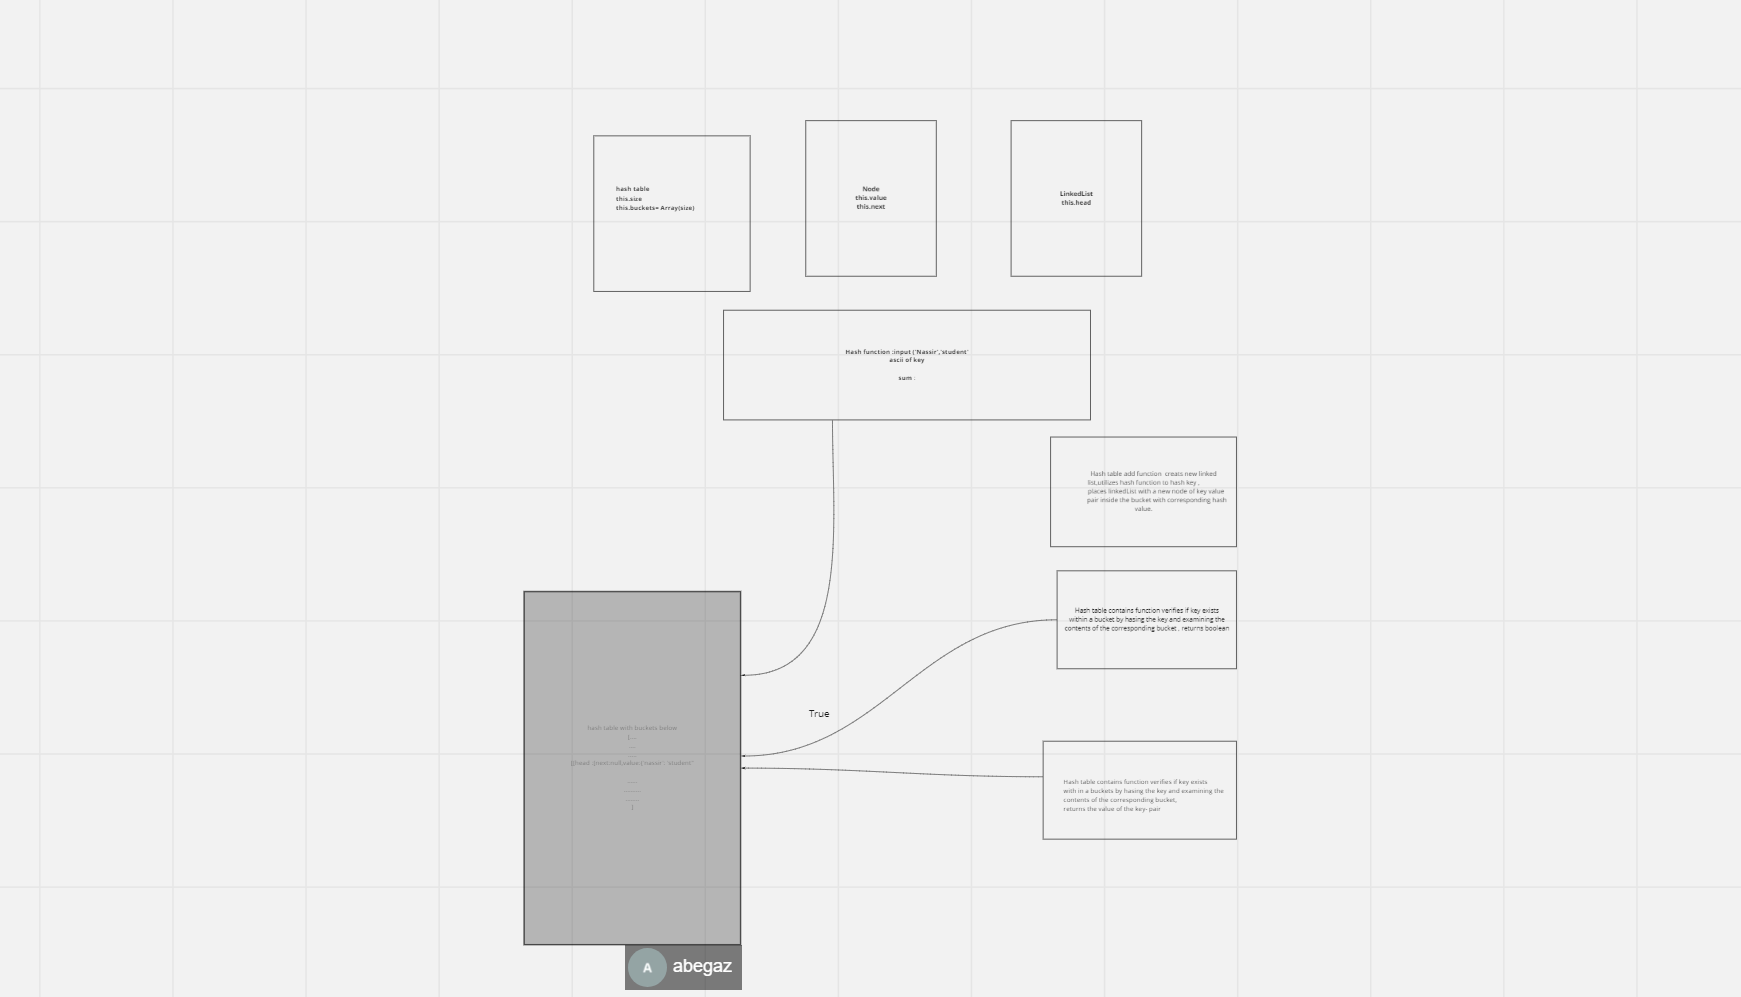 hash table
this.size
this.buckets= Array(size)
Node
this.value
this.next
LinkedList
this.head
Hash function :input ('Nassir','student'
ascii of key
sum :
Hash table add function creats new linked
list,utilizes hash function to hash key ,
places linkedList with a new node of key value
pair inside the bucket with corresponding hash
value.
Hash table contains function verifies if key exists
within a bucket by hasing the key and examining the
contents of the corresponding bucket , returns boolean
True
hash table with buckets below
[....
....
....
[{head :{next:null,value:{'nassir': 'student'
......
..........
.......
]
Hash table contains function verifies if key exists
with in a buckets by hasing the key and examining the
contents of the corresponding bucket,
returns the value of the key- pair
A
abegaz